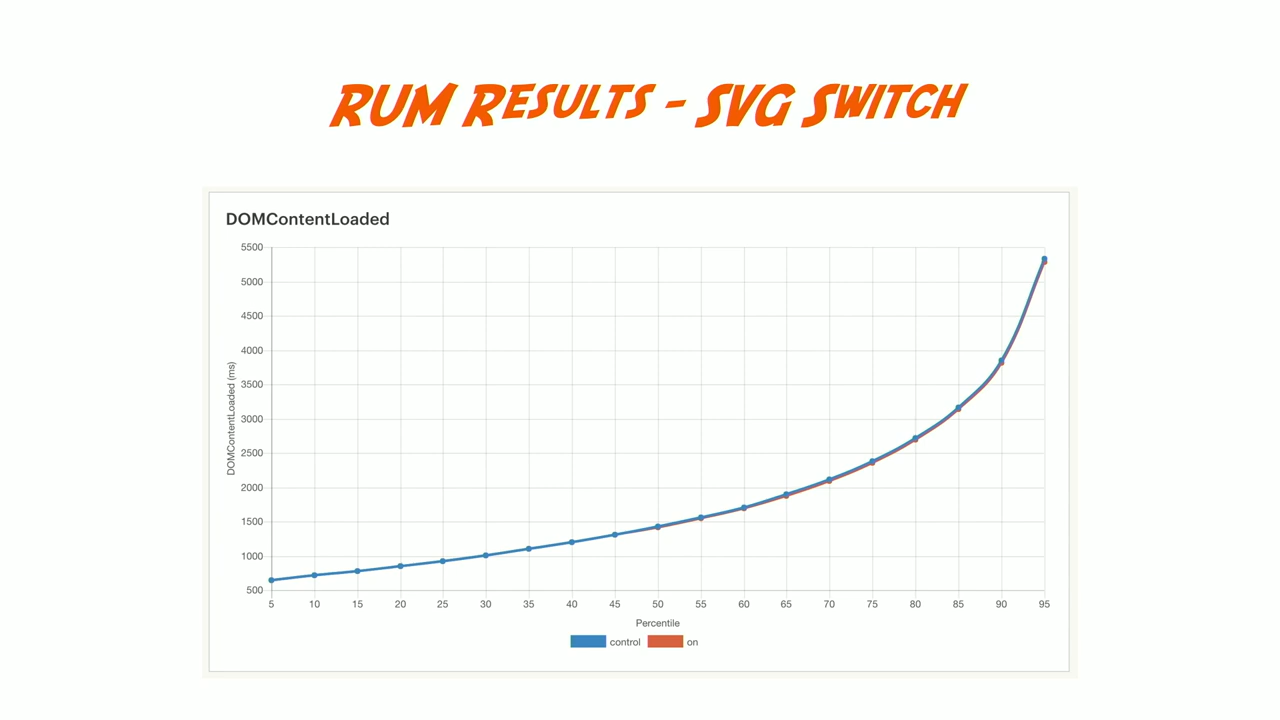 RUM RESULTS - SVG SWITCH
DOMContentLoaded
5500
5000
4500
4000
3500
3000
2500
2000
1500
1000
500
DOMContentLoaded (ms)
5 10 15 20 25 30 35 40 45 50 55 60 65 70 75 80 85 90 95
Percentile
control on